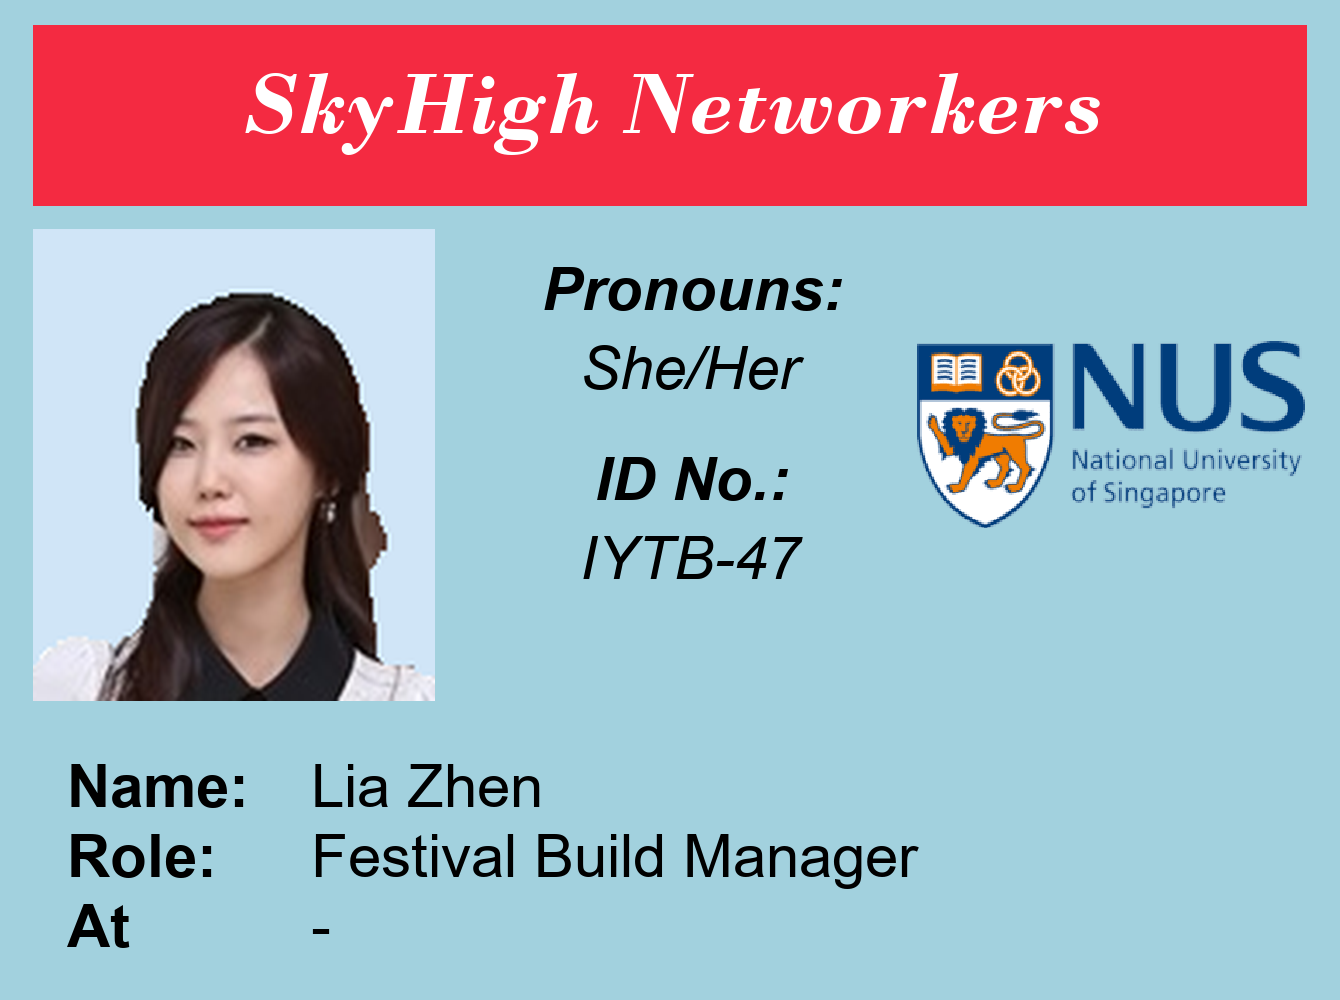 SkyHigh Networkers
Pronouns:
She/Her
ID No.:
IYTB-47
NUS
National University
of Singapore
Name: Lia Zhen
Role: Festival Build Manager
At -